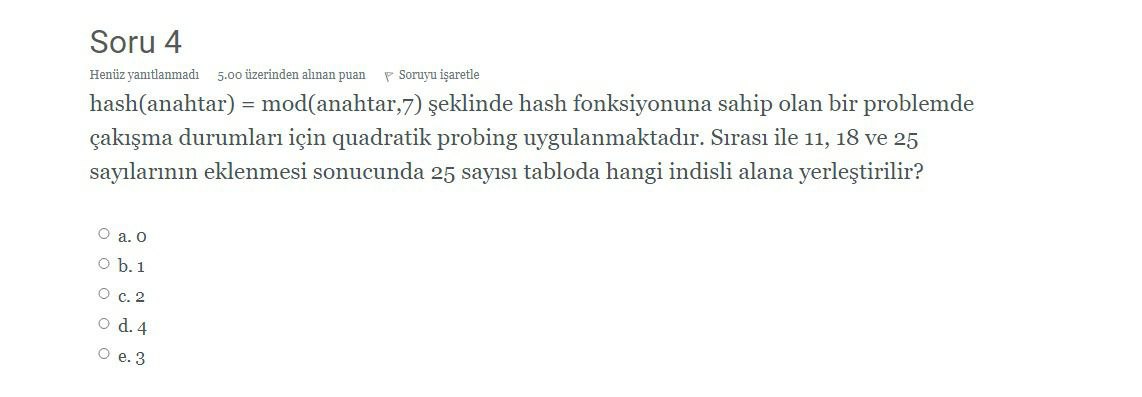 Soru 4
Henüz yanıtlanmadı 5.00 üzerinden alınan puan Soruyu işaretle
hash(anahtar) = mod(anahtar,7) şeklinde hash fonksiyonuna sahip olan bir problemde
çakışma durumları için quadratik probing uygulanmaktadır. Sırası ile 11, 18 ve 25
sayılarının eklenmesi sonucunda 25 sayısı tabloda hangi indisli alana yerleştirilir?
a. 0
b. 1
c. 2
d. 4
e. 3